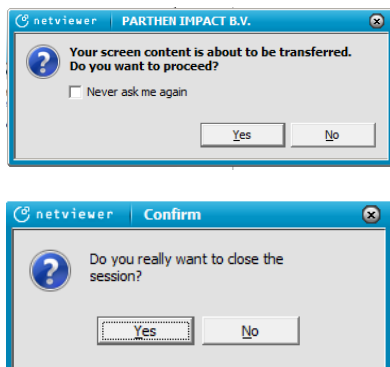 netviewer PARTHEN IMPACT B.V.
Your screen content is about to be transferred.
Do you want to proceed?
Never ask me again
Yes No
netviewer Confirm
Do you really want to close the
session?
Yes No